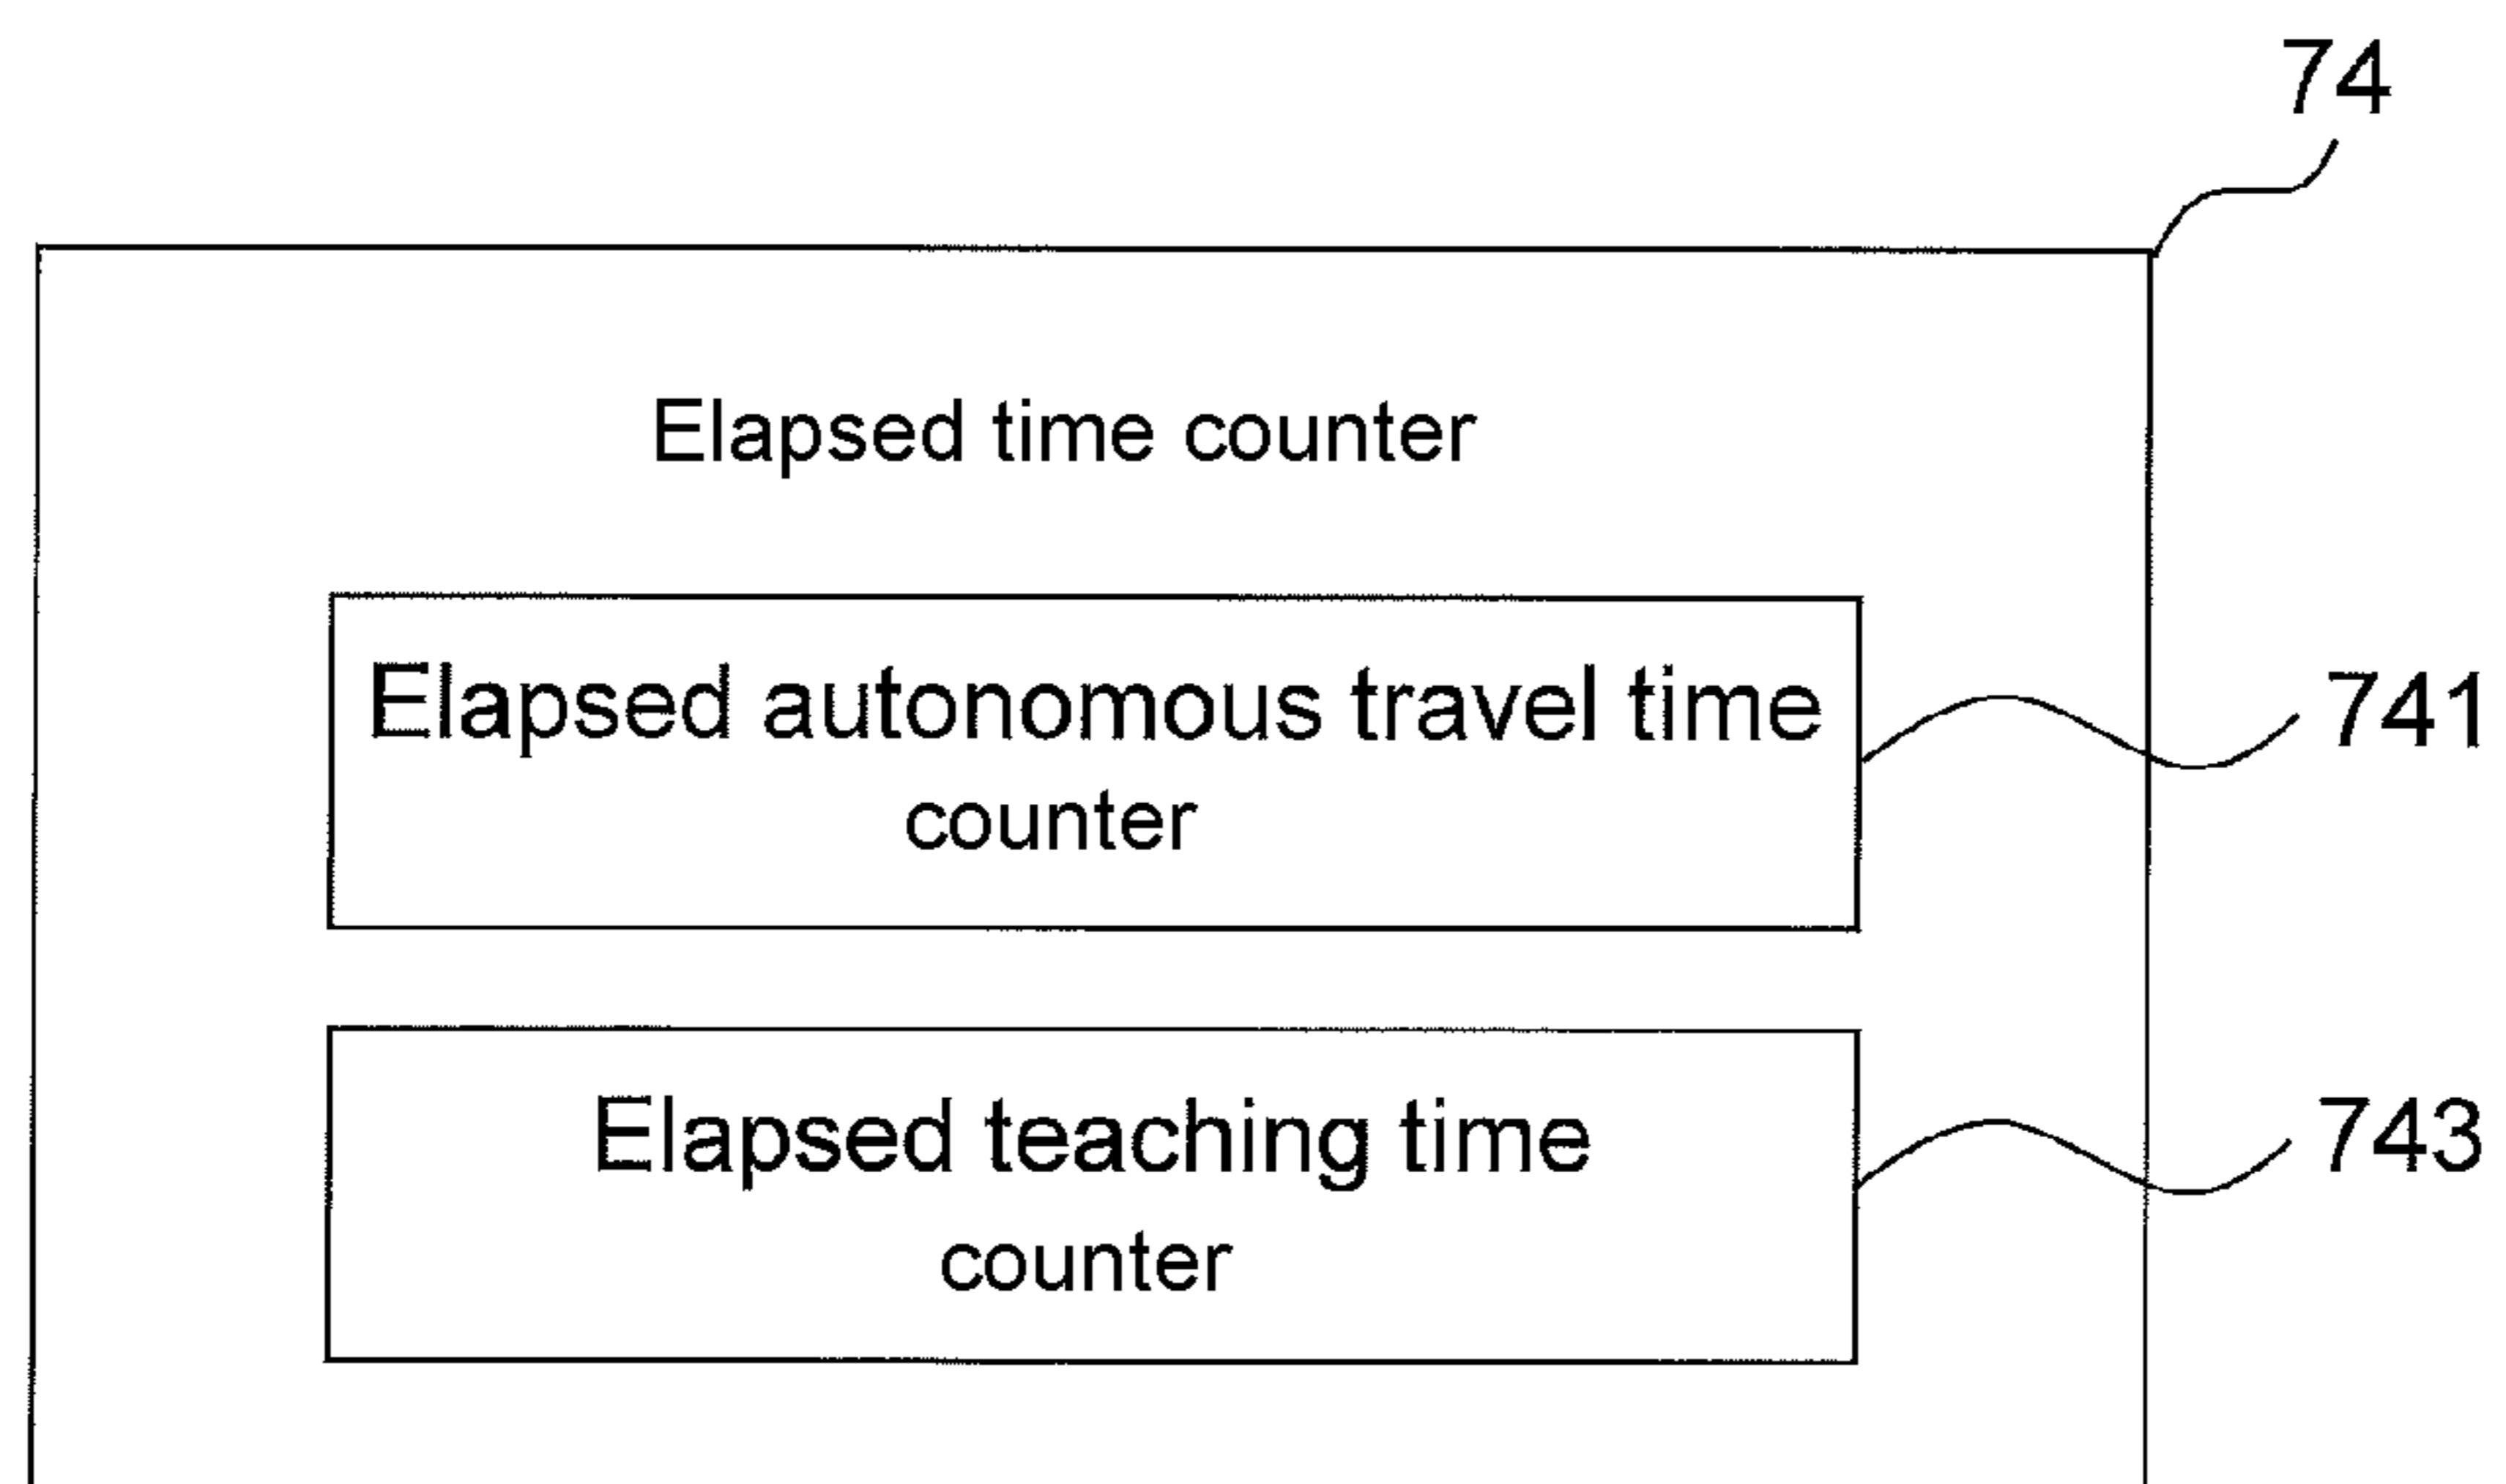 74
Elapsed time counter
Elapsed autonomous travel time
counter
741
Elapsed teaching time
counter
743